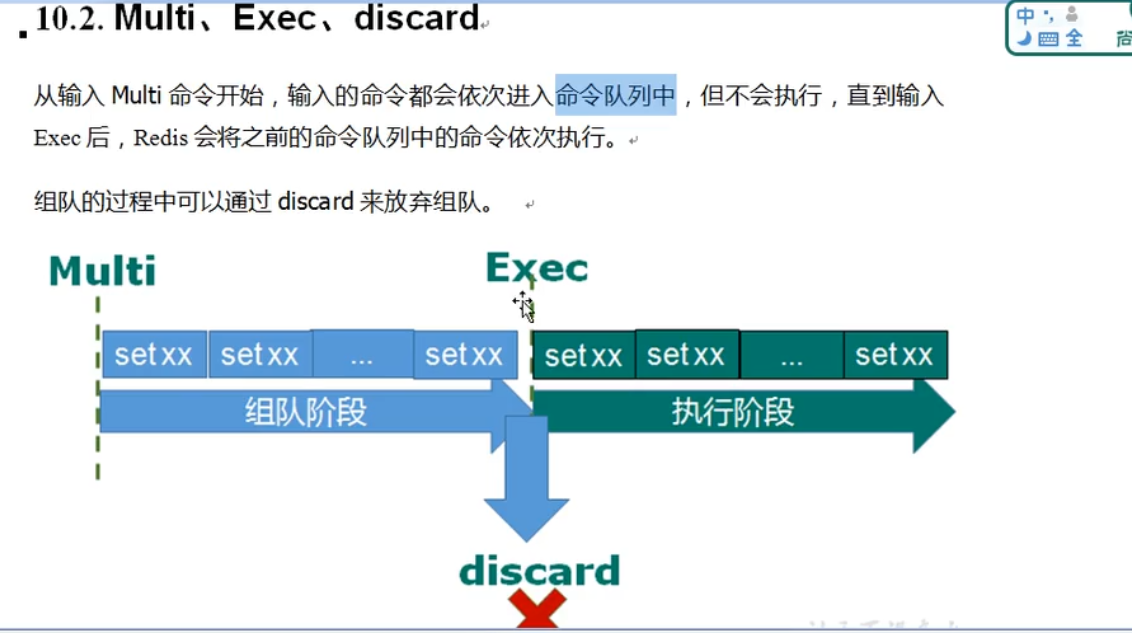 10.2. Multi、Exec、discard
中
全
从输入 Multi 命令开始，输入的命令都会依次进入命令队列中，但不会执行，直到输入
Exec 后，Redis 会将之前的命令队列中的命令依次执行。
组队的过程中可以通过 discard 来放弃组队。
Multi
Exec
set xx set xx ... set xx set xx set xx ... set xx
组队阶段 执行阶段
discard